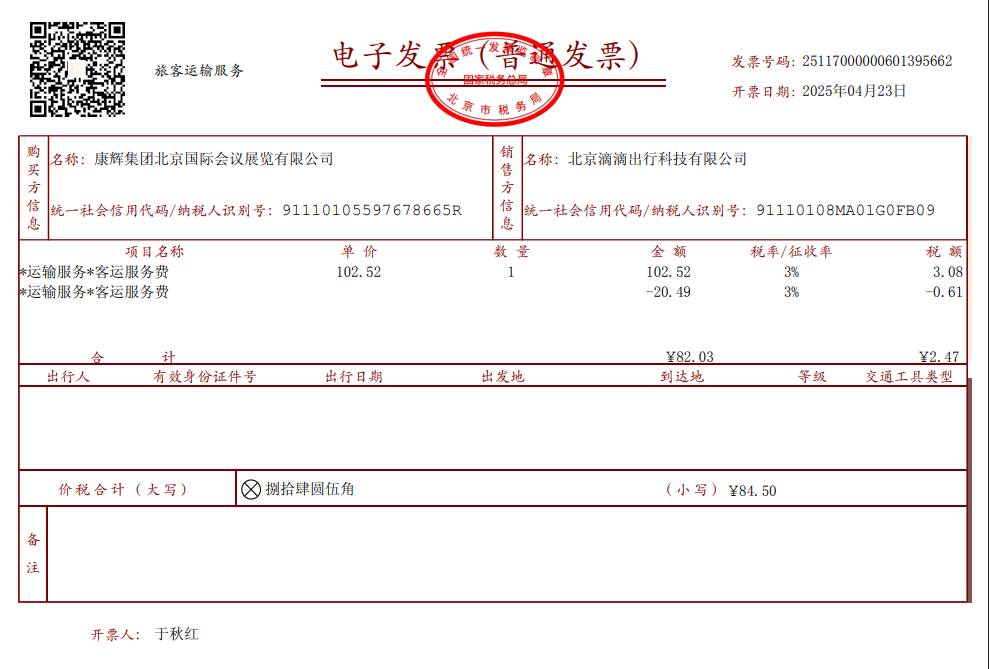 旅客运输服务
电子发票（普通发票）
全国统一发票监制章
国家税务总局
北京市税务局
发票号码：25117000000601395662
开票日期：2025年04月23日
购买方信息
名称：康辉集团北京国际会议展览有限公司
统一社会信用代码/纳税人识别号：91110105597678665R
销售方信息
名称：北京滴滴出行科技有限公司
统一社会信用代码/纳税人识别号：91110108MA01G0FB09
项目名称 单价 数量 金额 税率/征收率 税额
*运输服务*客运服务费 102.52 1 102.52 3% 3.08
*运输服务*客运服务费 -20.49 3% -0.61
合计 ¥82.03 ¥2.47
出行人 有效身份证件号 出行日期 出发地 到达地 等级 交通工具类型
价税合计（大写） ⊗捌拾肆圆伍角 （小写）¥84.50
备注
开票人：于秋红